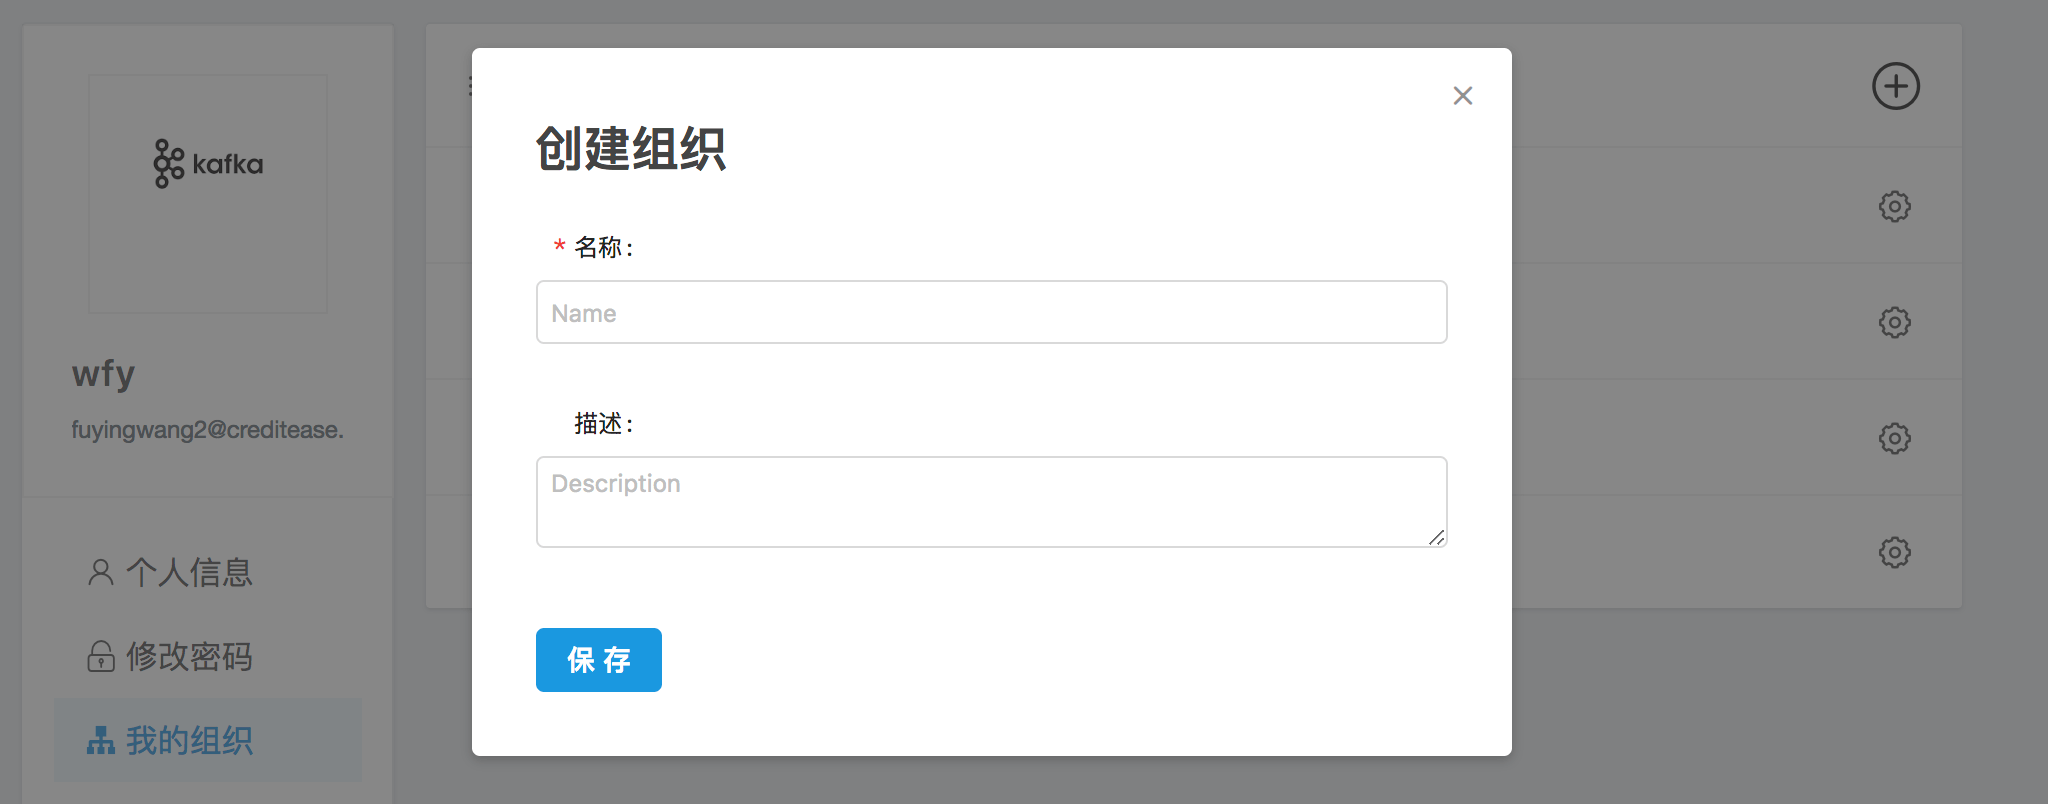 kafka
wfy
fuyingwang2@creditease.
个人信息
修改密码
我的组织
创建组织
* 名称 :
Name
描述 :
Description
保 存